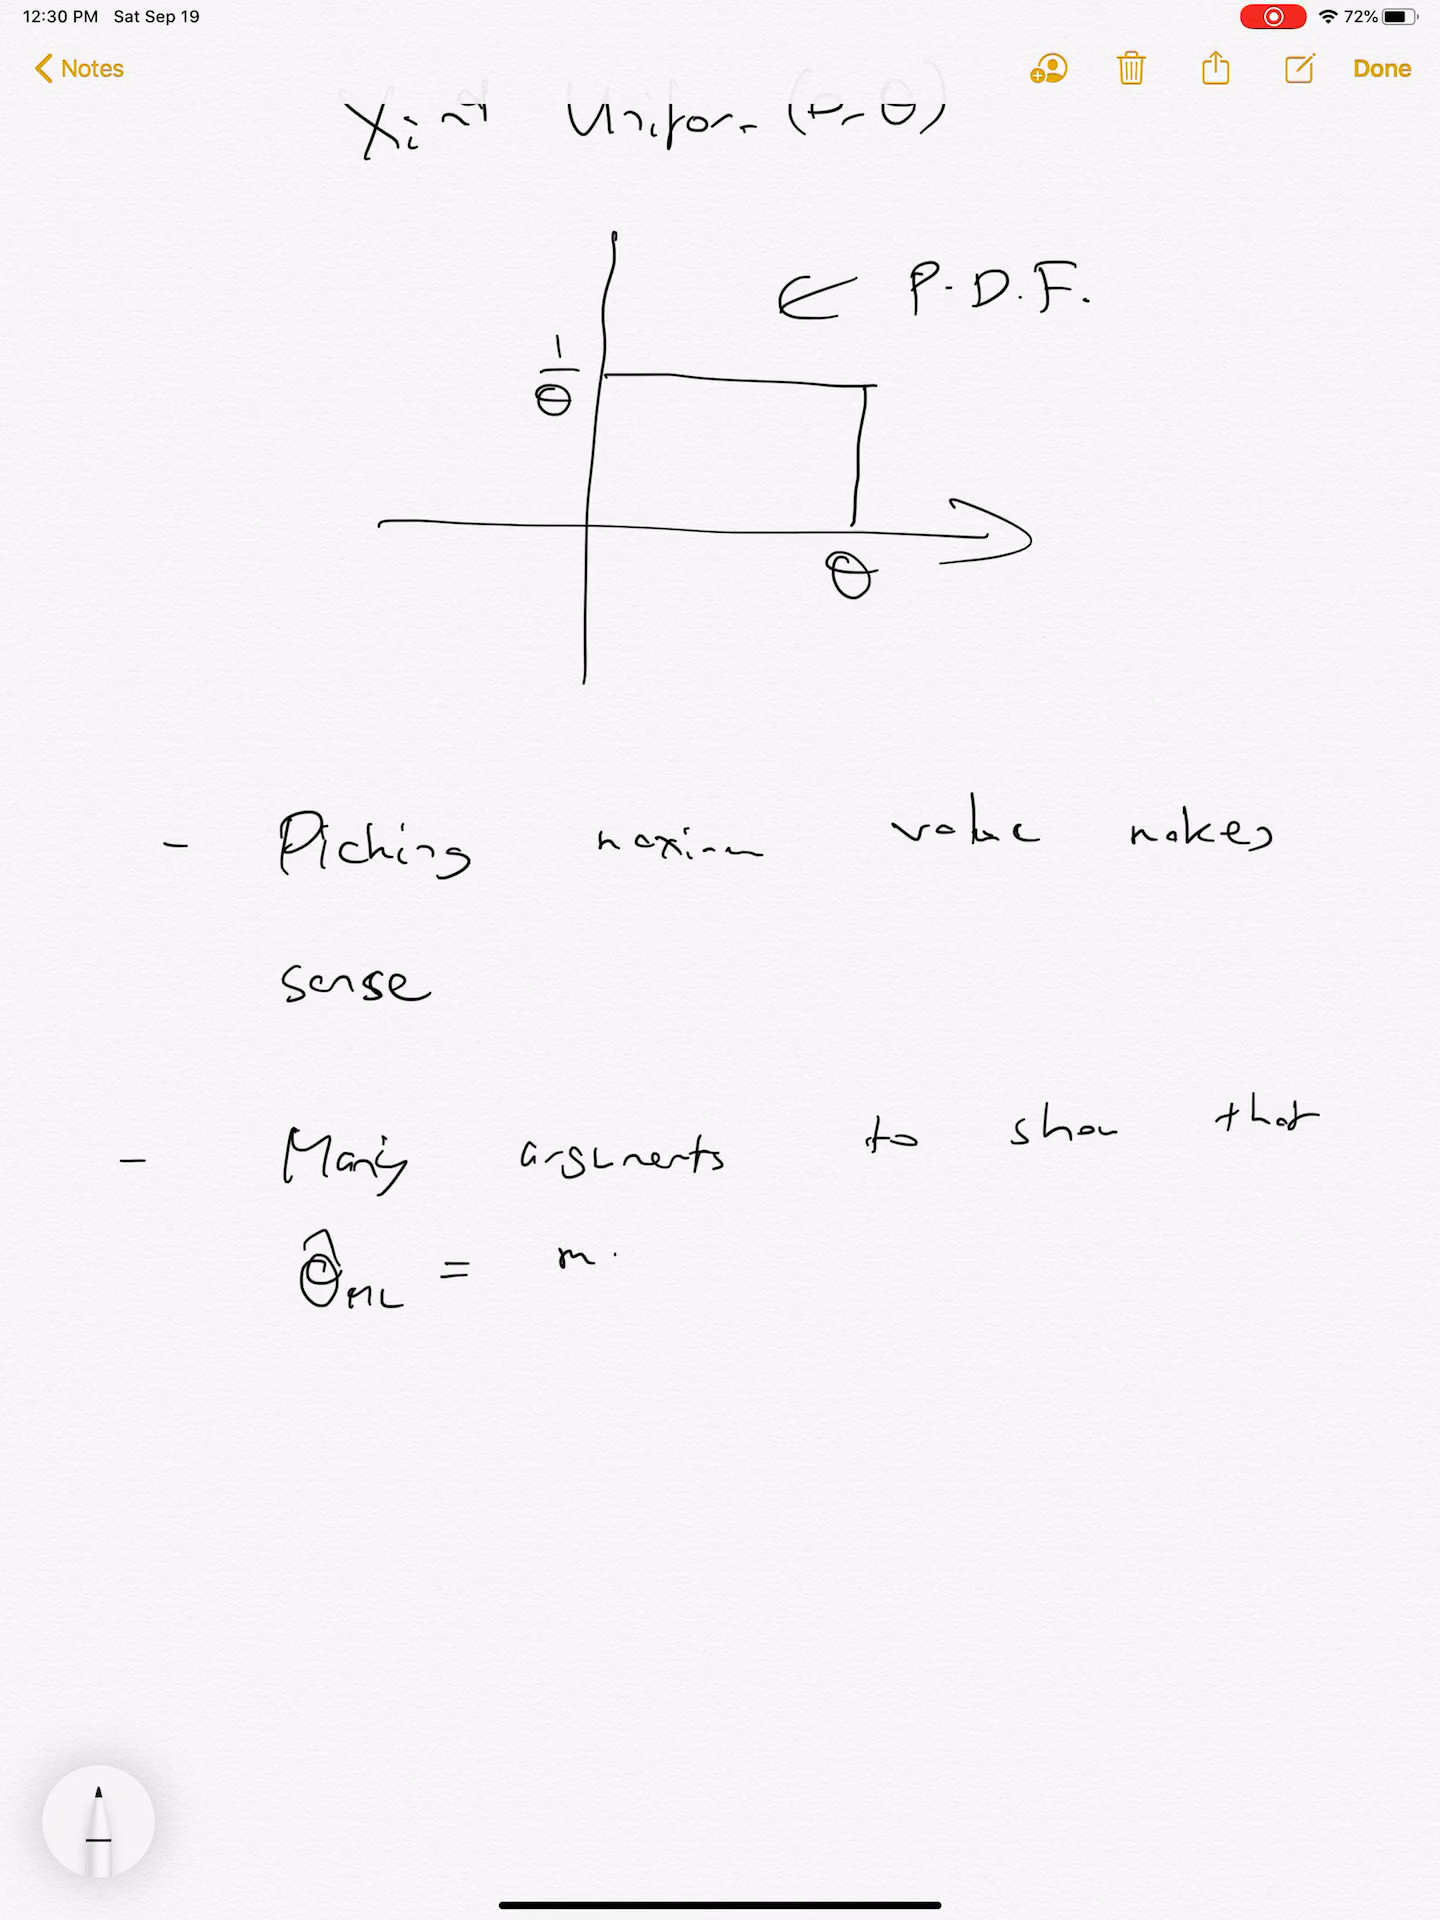 12:30 PM Sat Sep 19
72%
Notes
Done
Xi ~ Uniform (0, θ)
← P.D.F.
1/θ
θ
- Picking maximum value makes
sense
- Many arguments to show that
θ̂ML = m